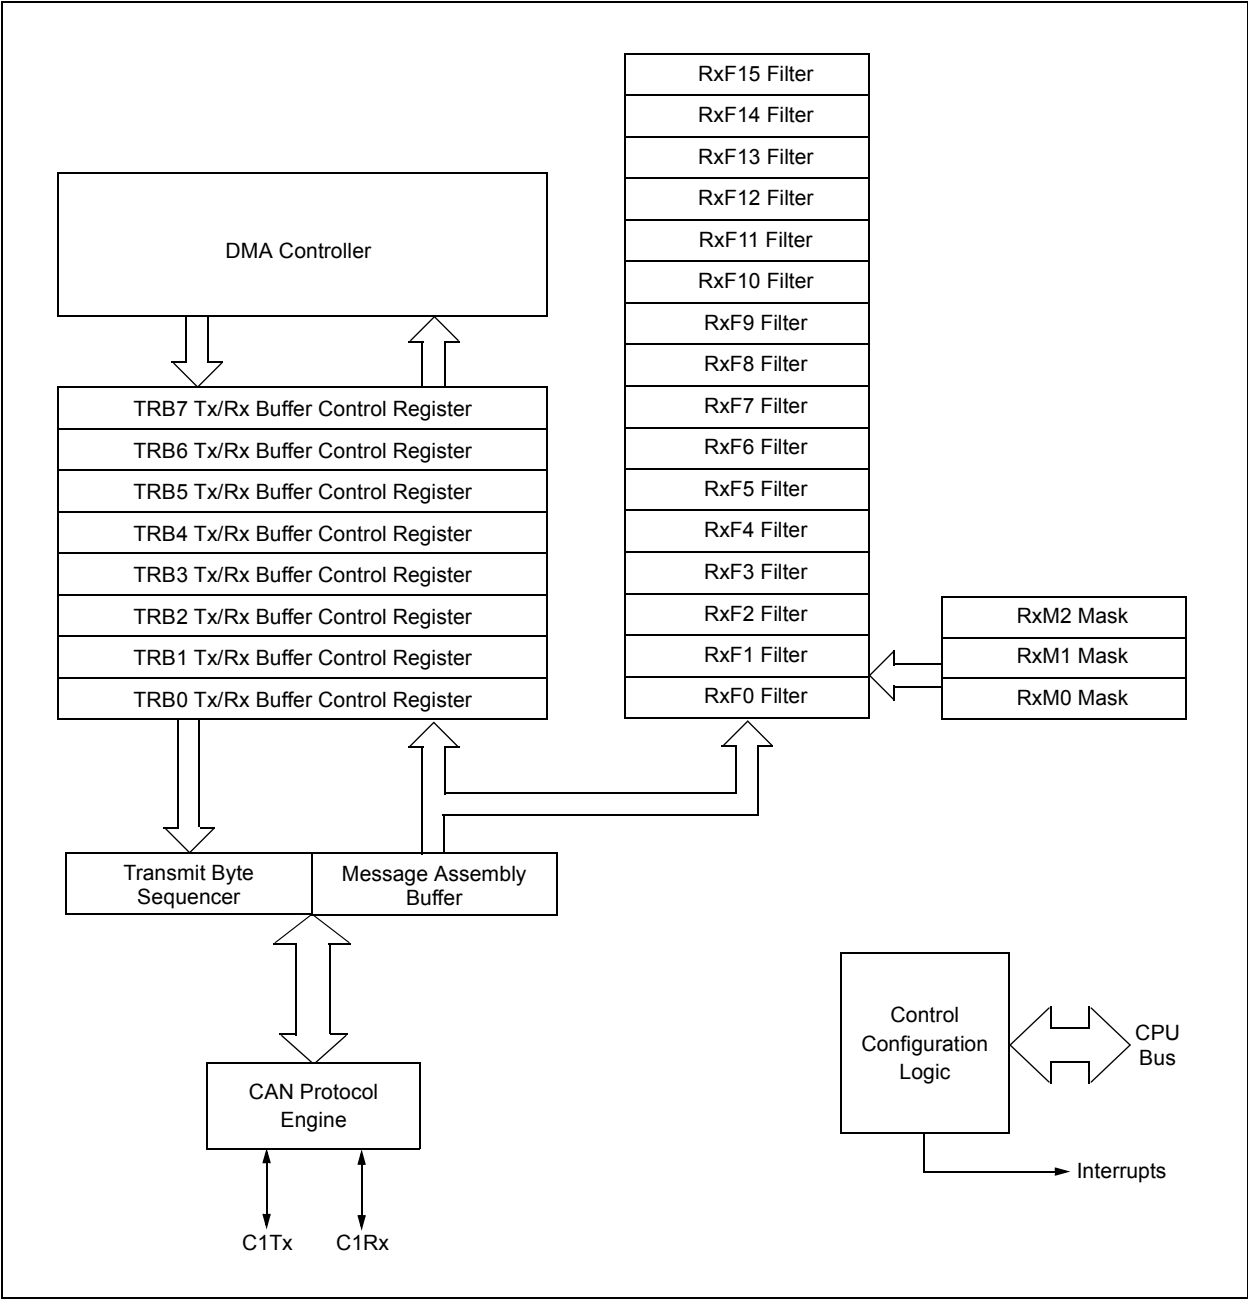 RxF15 Filter
RxF14 Filter
RxF13 Filter
RxF12 Filter
RxF11 Filter
RxF10 Filter
RxF9 Filter
RxF8 Filter
RxF7 Filter
RxF6 Filter
RxF5 Filter
RxF4 Filter
RxF3 Filter
RxF2 Filter
RxF1 Filter
RxF0 Filter
DMA Controller
TRB7 Tx/Rx Buffer Control Register
TRB6 Tx/Rx Buffer Control Register
TRB5 Tx/Rx Buffer Control Register
TRB4 Tx/Rx Buffer Control Register
TRB3 Tx/Rx Buffer Control Register
TRB2 Tx/Rx Buffer Control Register
TRB1 Tx/Rx Buffer Control Register
TRB0 Tx/Rx Buffer Control Register
RxM2 Mask
RxM1 Mask
RxM0 Mask
Transmit Byte
Sequencer
Message Assembly
Buffer
CAN Protocol
Engine
C1Tx
C1Rx
Control
Configuration
Logic
CPU
Bus
Interrupts